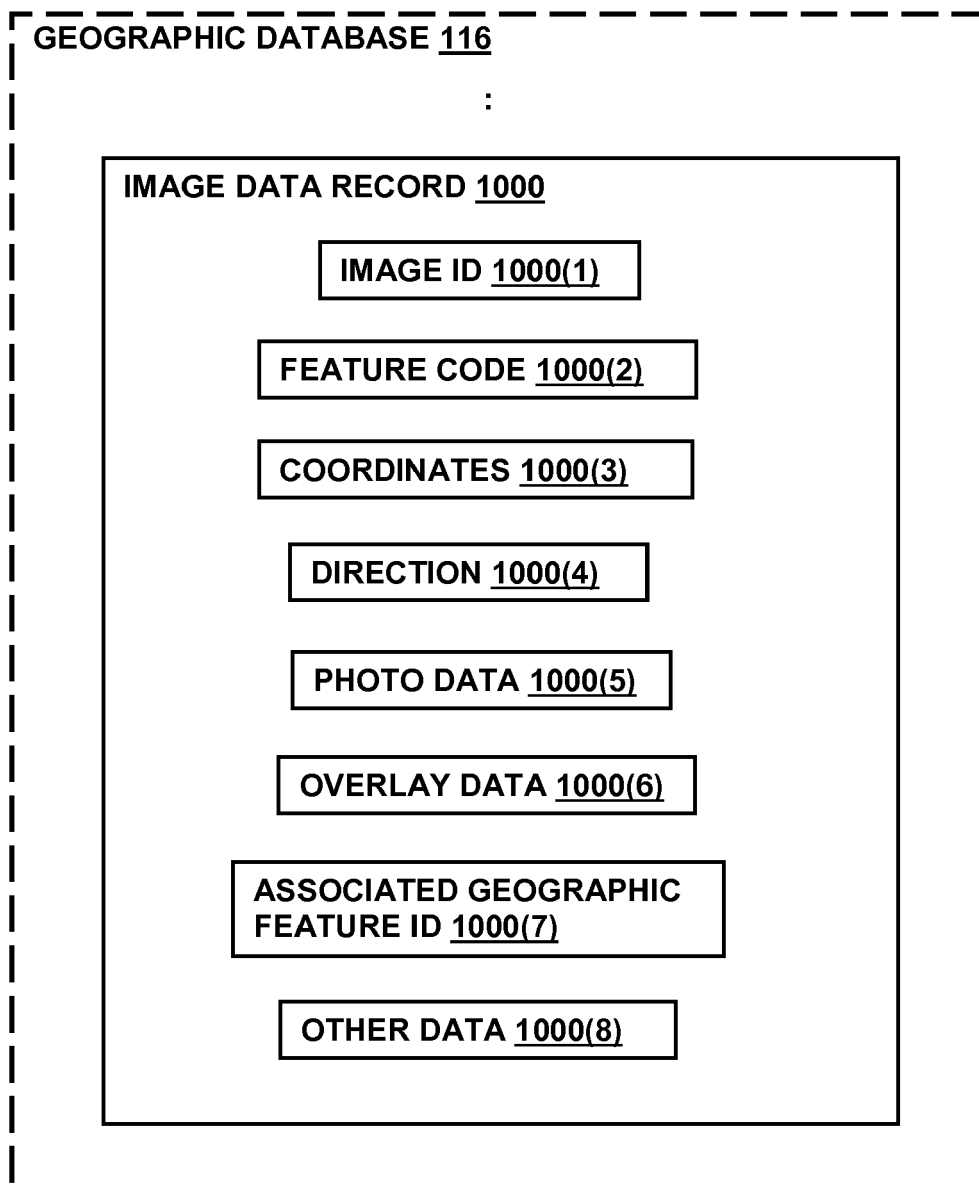 GEOGRAPHIC DATABASE 116
:
IMAGE DATA RECORD 1000
IMAGE ID 1000(1)
FEATURE CODE 1000(2)
COORDINATES 1000(3)
DIRECTION 1000(4)
PHOTO DATA 1000(5)
OVERLAY DATA 1000(6)
ASSOCIATED GEOGRAPHIC
FEATURE ID 1000(7)
OTHER DATA 1000(8)